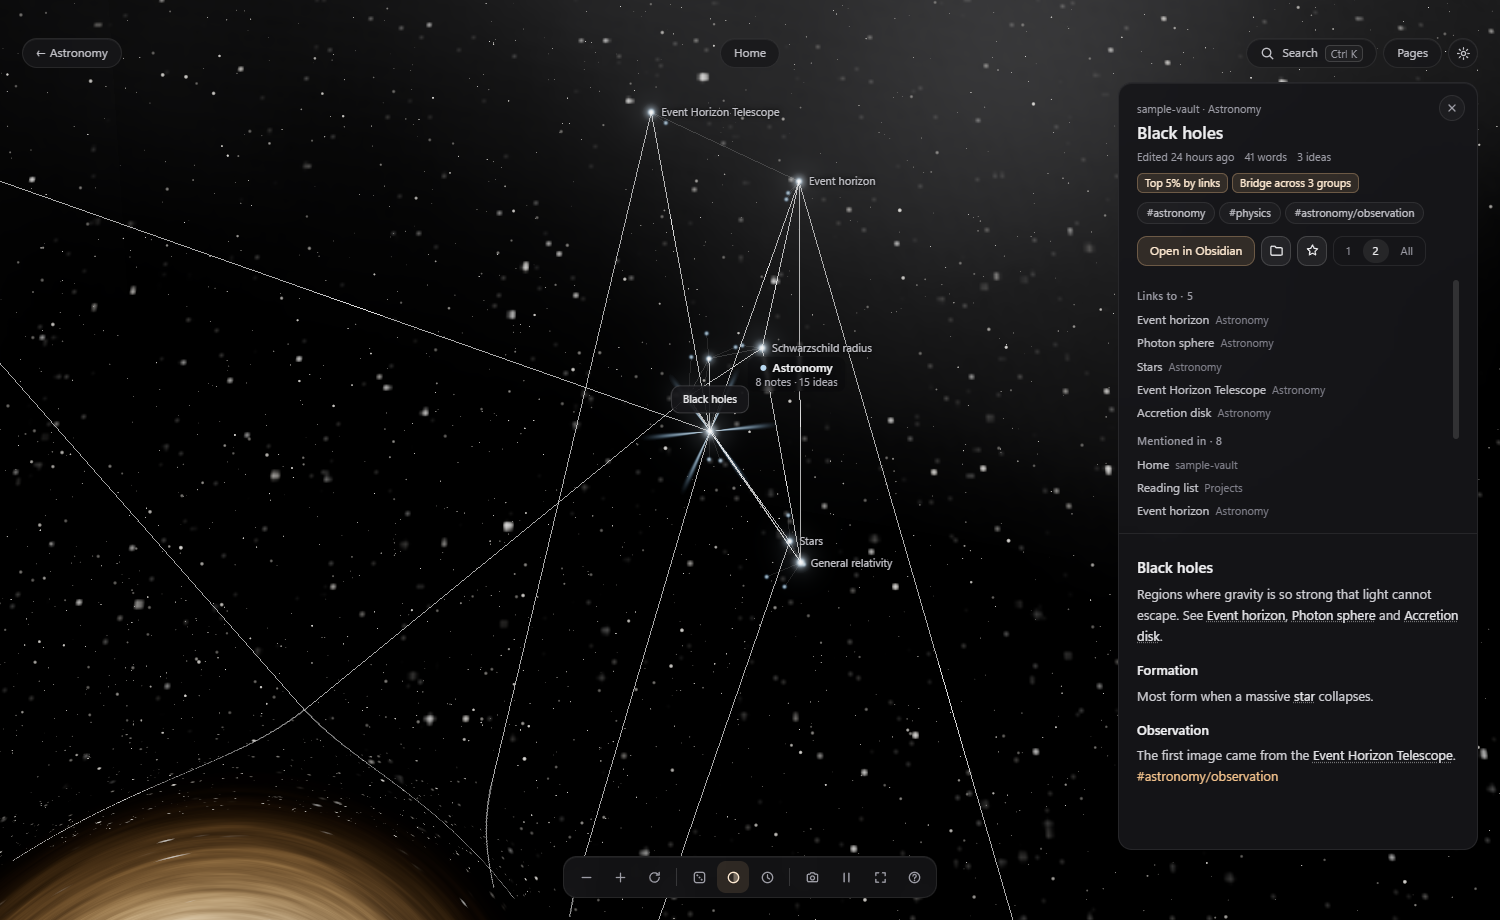 ← Astronomy
Home
Search Ctrl K
Pages
Event Horizon Telescope
Event horizon
Schwarzschild radius
Astronomy
8 notes · 15 ideas
Black holes
Stars
General relativity
sample-vault · Astronomy
Black holes
Edited 24 hours ago 41 words 3 ideas
Top 5% by links Bridge across 3 groups
#astronomy #physics #astronomy/observation
Open in Obsidian 1 2 All
Links to · 5
Event horizon Astronomy
Photon sphere Astronomy
Stars Astronomy
Event Horizon Telescope Astronomy
Accretion disk Astronomy
Mentioned in · 8
Home sample-vault
Reading list Projects
Event horizon Astronomy
Black holes
Regions where gravity is so strong that light cannot
escape. See Event horizon, Photon sphere and Accretion
disk.
Formation
Most form when a massive star collapses.
Observation
The first image came from the Event Horizon Telescope.
#astronomy/observation